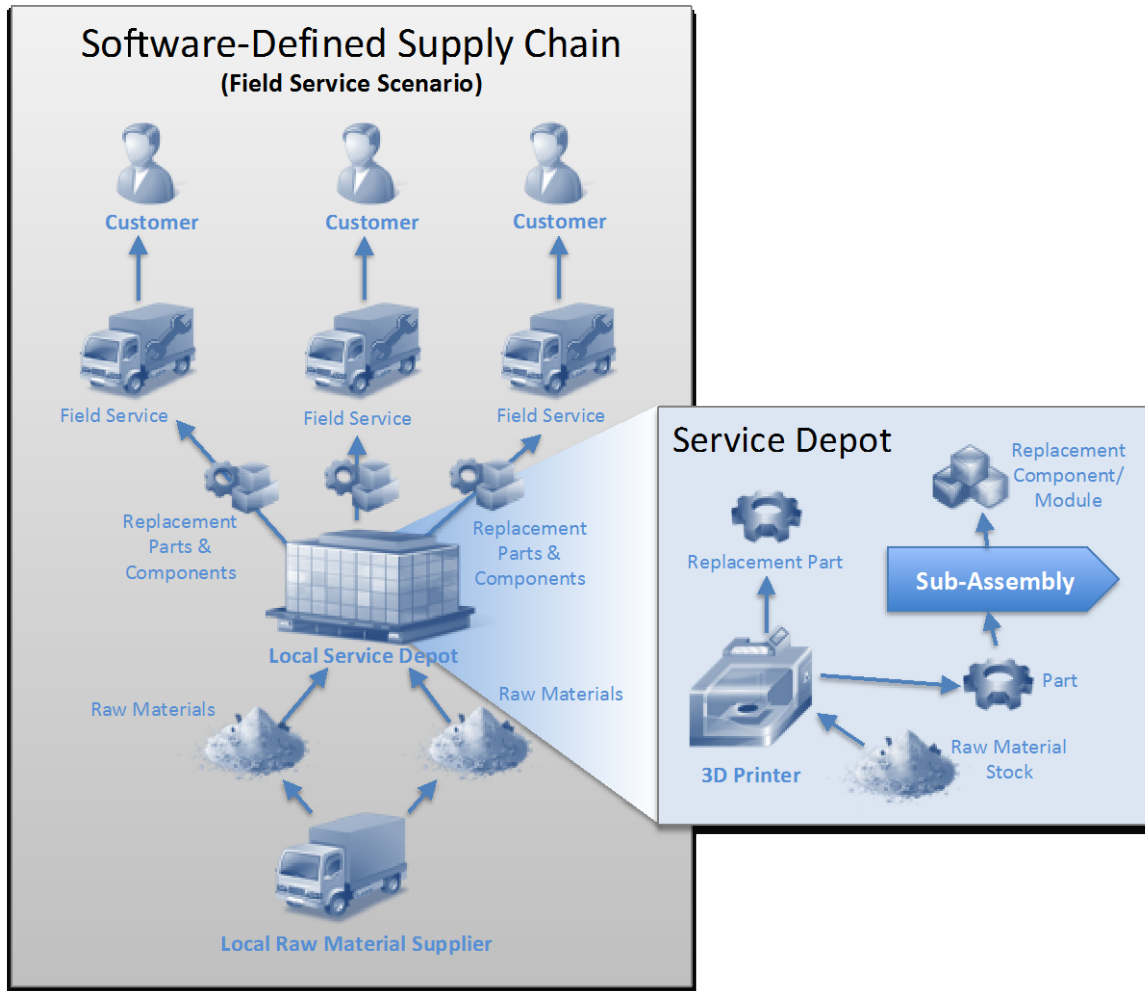 Software-Defined Supply Chain
(Field Service Scenario)
Customer
Customer
Customer
Field Service
Field Service
Field Service
Replacement
Parts &
Components
Replacement
Parts &
Components
Local Service Depot
Raw Materials
Raw Materials
Local Raw Material Supplier
Service Depot
Replacement
Component/
Module
Replacement Part
Sub-Assembly
Part
3D Printer
Raw Material
Stock